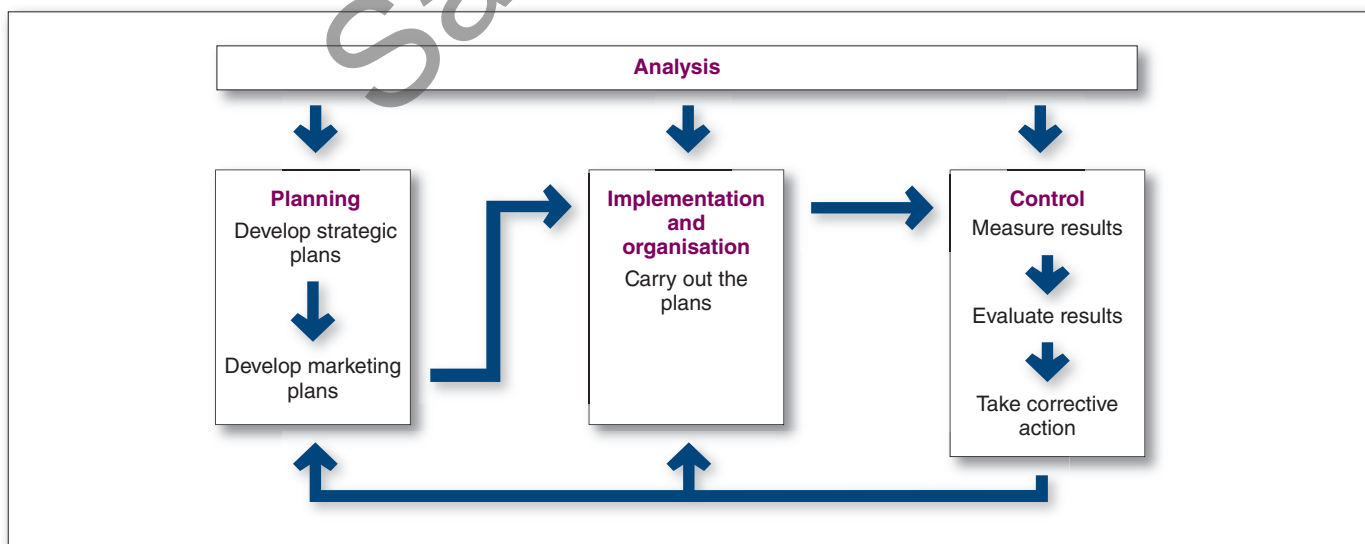 Analysis
Planning
Develop strategic
plans
Develop marketing
plans
Implementation
and
organisation
Carry out the
plans
Control
Measure results
Evaluate results
Take corrective
action